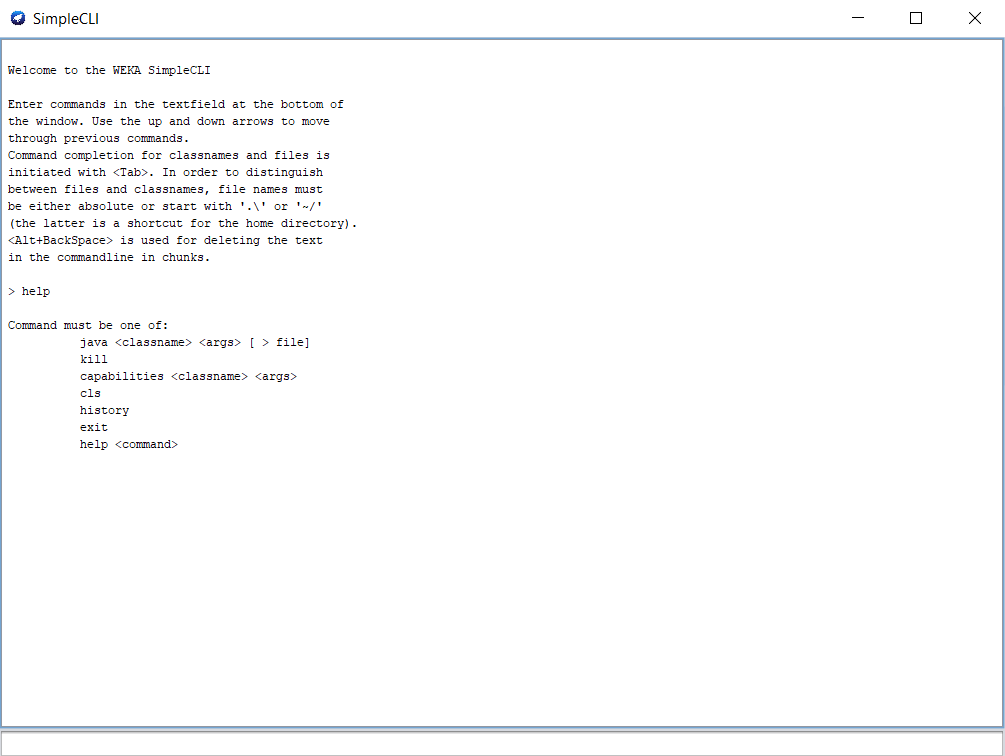 SimpleCLI
Welcome to the WEKA SimpleCLI
Enter commands in the textfield at the bottom of
the window. Use the up and down arrows to move
through previous commands.
Command completion for classnames and files is
initiated with <Tab>. In order to distinguish
between files and classnames, file names must
be either absolute or start with '.\' or '~/'
(the latter is a shortcut for the home directory).
<Alt+BackSpace> is used for deleting the text
in the commandline in chunks.
> help
Command must be one of:
java <classname> <args> [ > file]
kill
capabilities <classname> <args>
cls
history
exit
help <command>